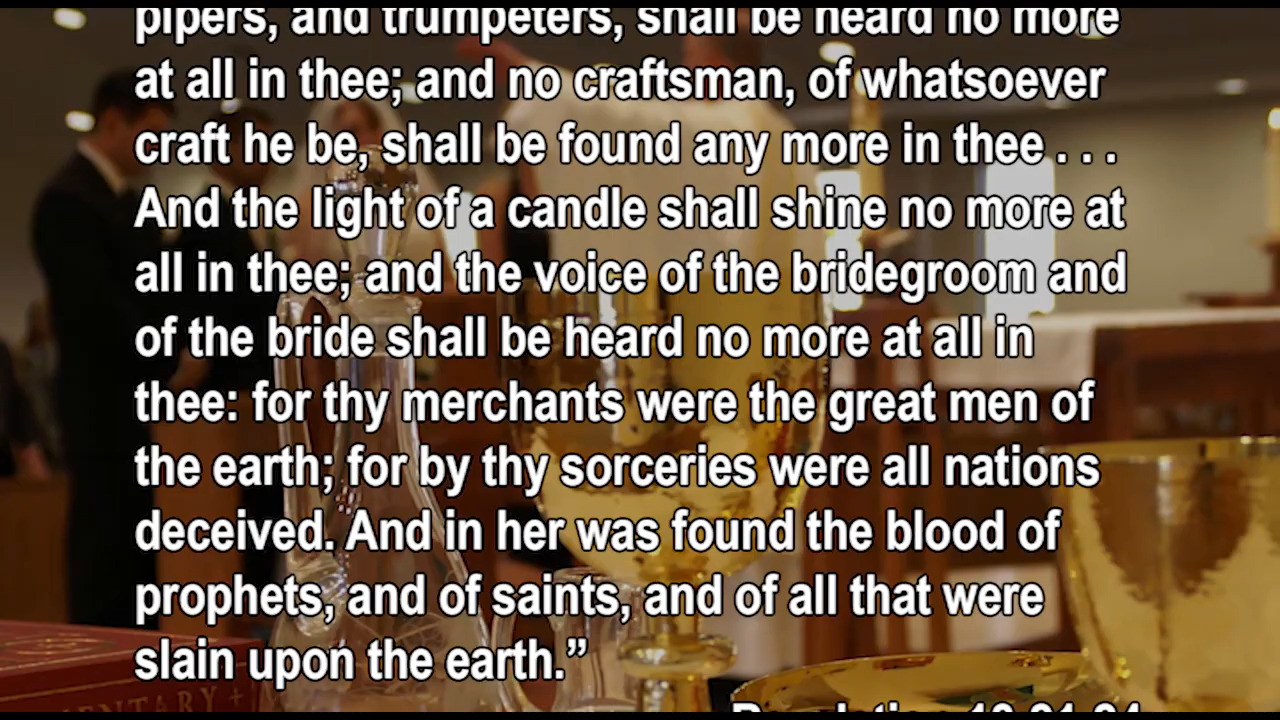 pipers, and trumpeters, shall be heard no more
at all in thee; and no craftsman, of whatsoever
craft he be, shall be found any more in thee . . .
And the light of a candle shall shine no more at
all in thee; and the voice of the bridegroom and
of the bride shall be heard no more at all in
thee: for thy merchants were the great men of
the earth; for by thy sorceries were all nations
deceived. And in her was found the blood of
prophets, and of saints, and of all that were
slain upon the earth.”